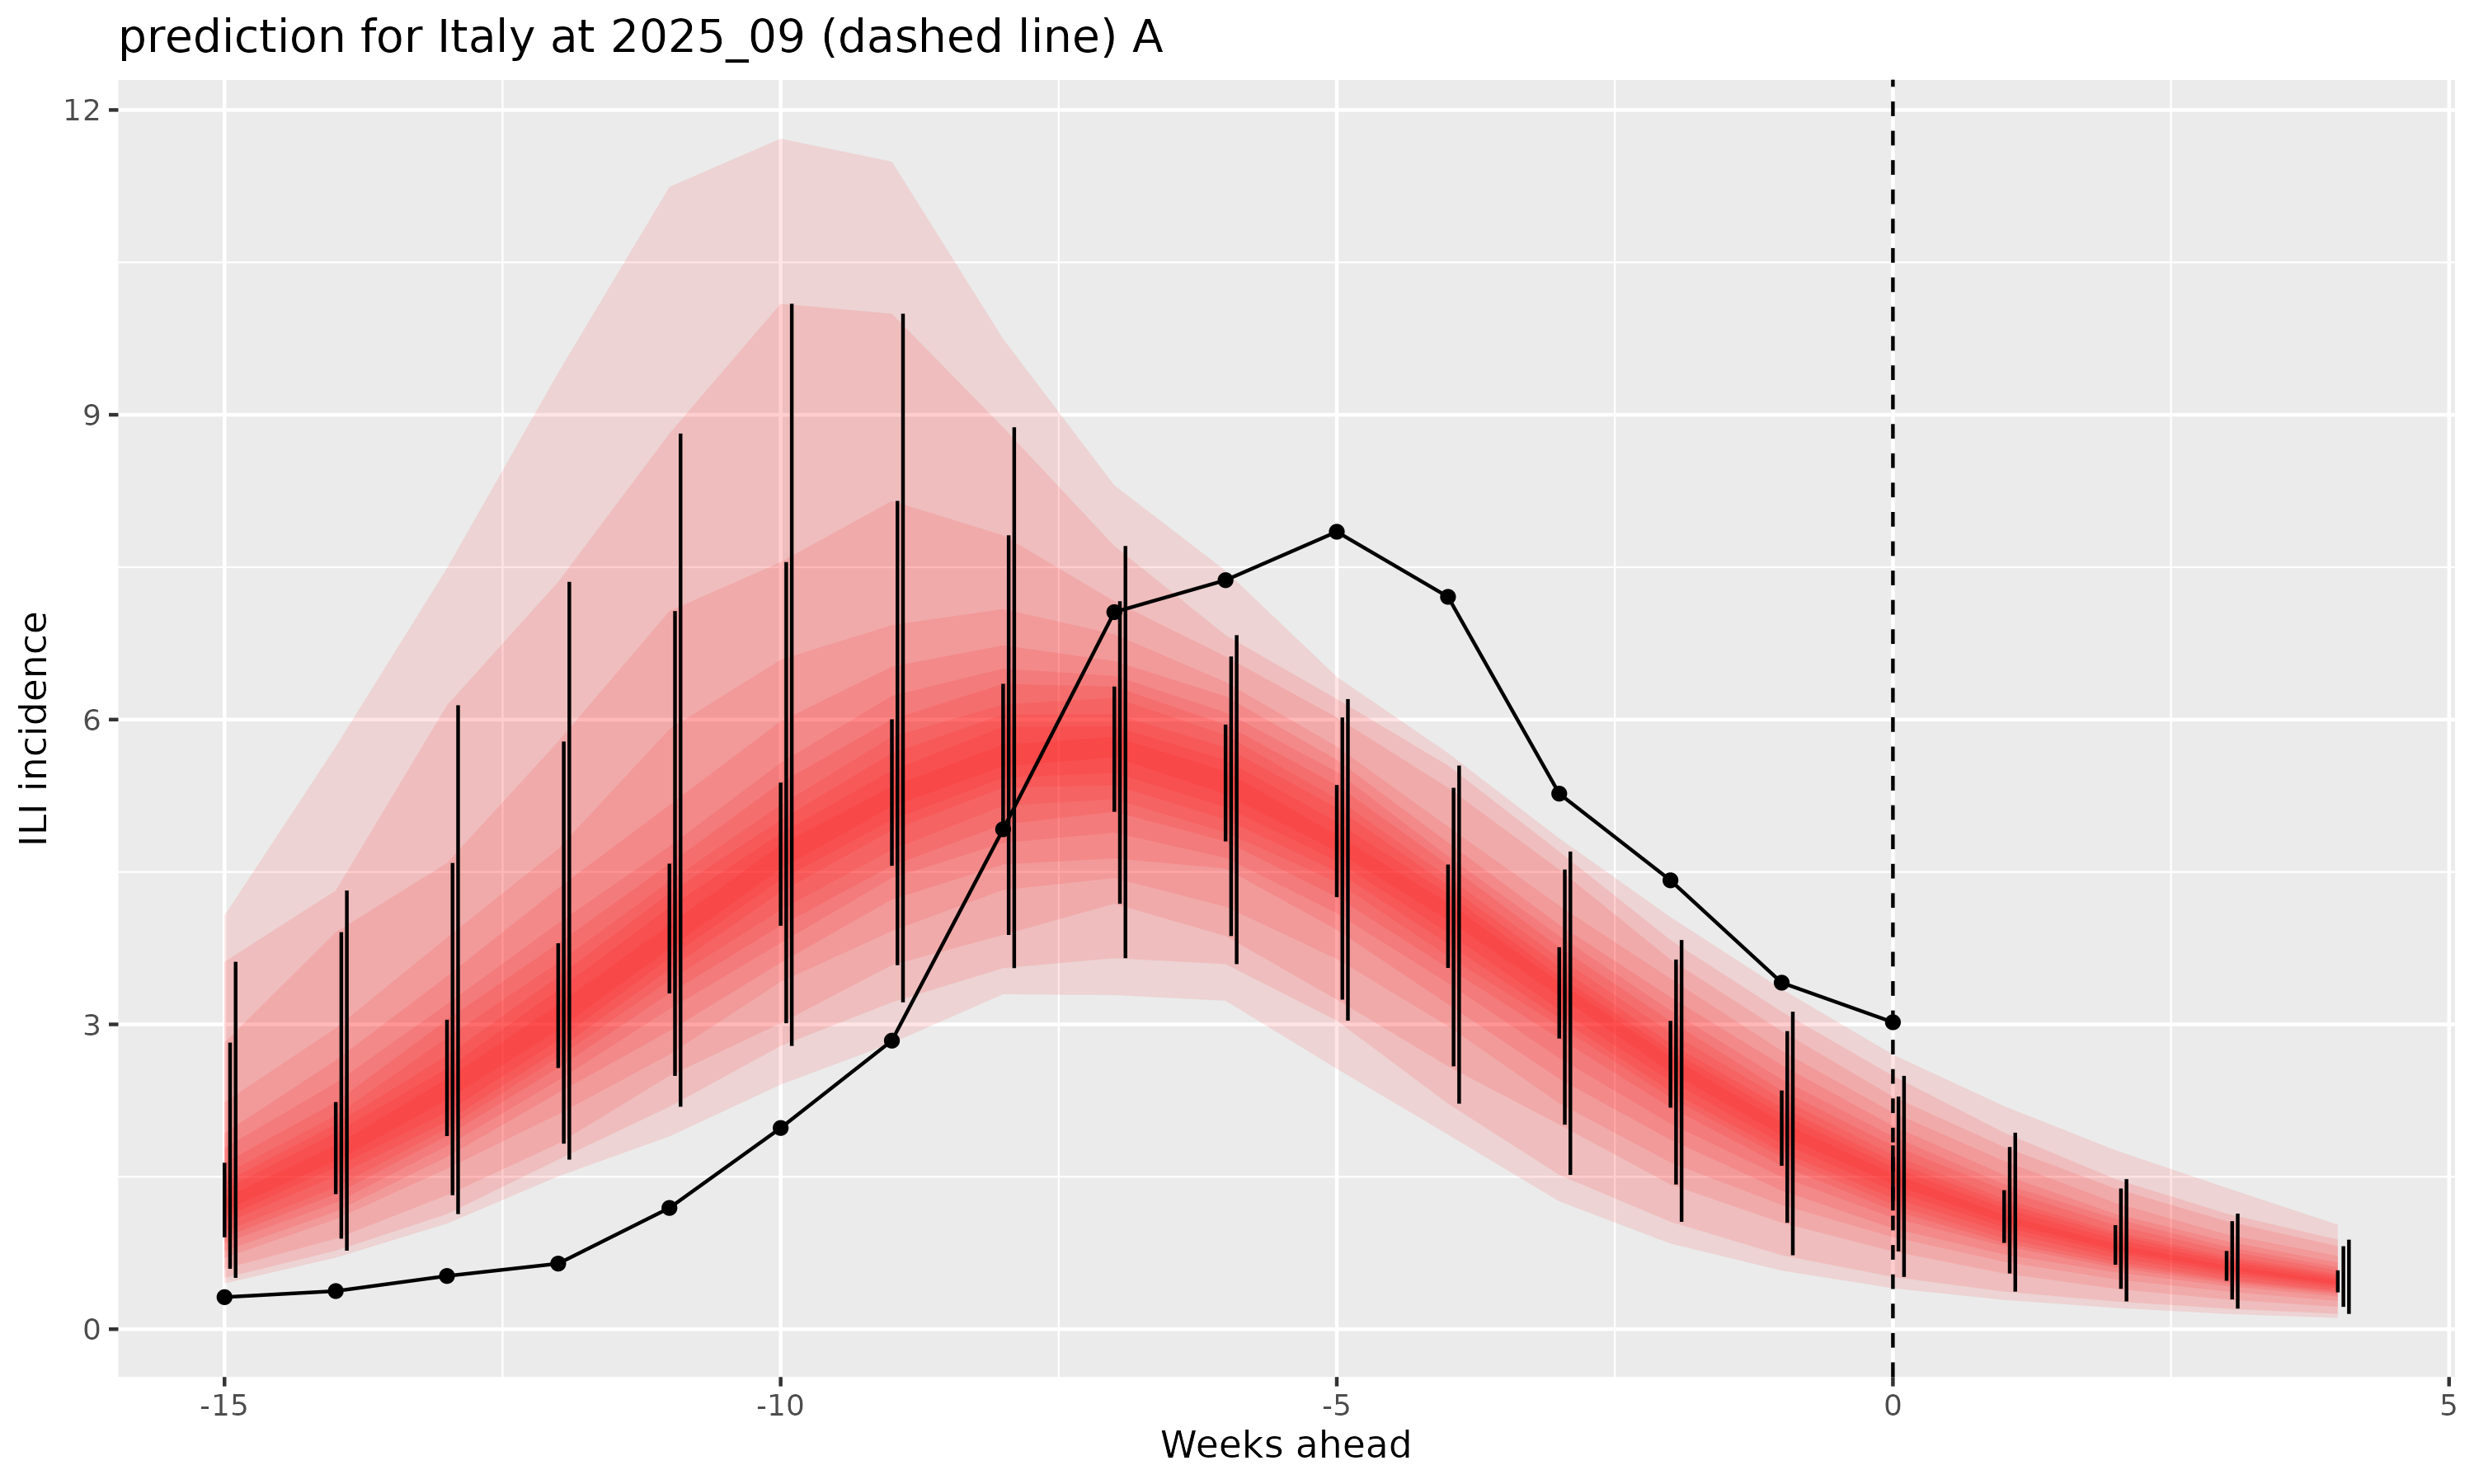 prediction for Italy at 2025_09 (dashed line) A
12
9
6
3
0
ILI incidence
-15 -10 -5 0 5
Weeks ahead